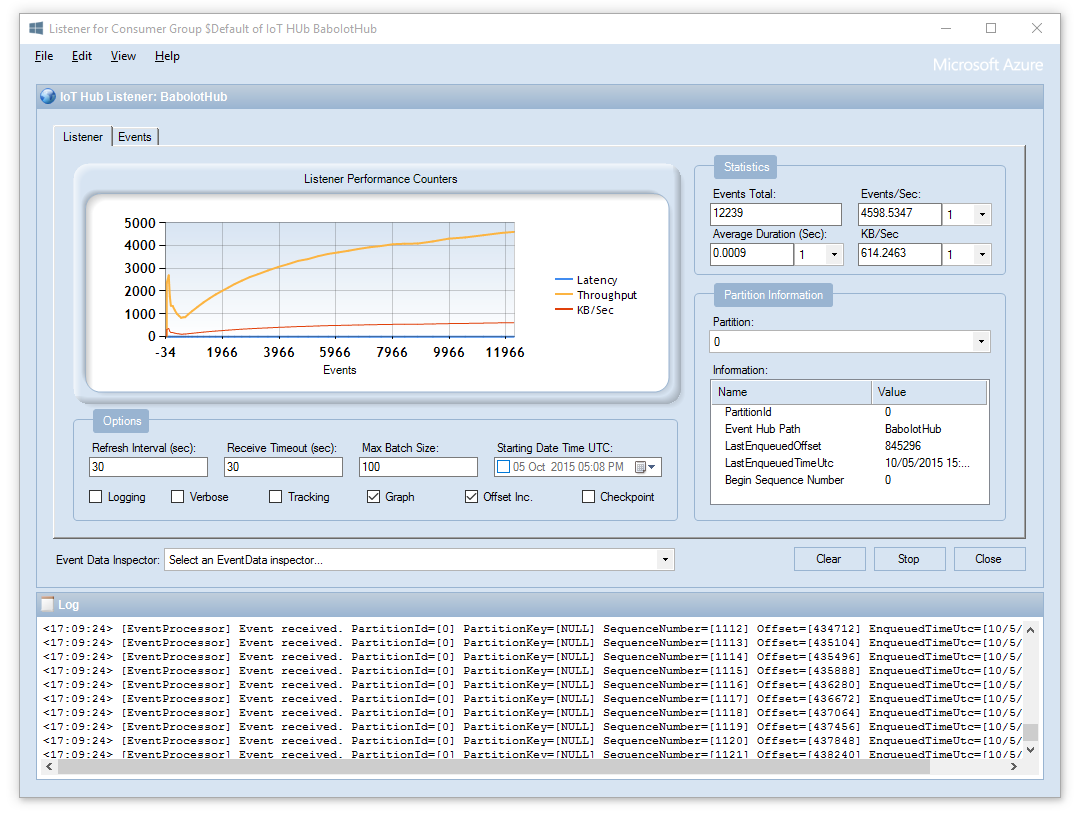 Listener for Consumer Group $Default of IoT HUb BabolotHub
File Edit View Help
Microsoft Azure
IoT Hub Listener: BabolotHub
Listener Events
Listener Performance Counters
5000
4000
3000
2000
1000
0
-34 1966 3966 5966 7966 9966 11966
Events
Latency
Throughput
KB/Sec
Statistics
Events Total: Events/Sec:
12239 4598.5347 1
Average Duration (Sec): KB/Sec
0.0009 1 614.2463 1
Partition Information
Partition:
0
Information:
Name Value
PartitionId 0
Event Hub Path BabolotHub
LastEnqueuedOffset 845296
LastEnqueuedTimeUtc 10/05/2015 15:...
Begin Sequence Number 0
Options
Refresh Interval (sec): Receive Timeout (sec): Max Batch Size: Starting Date Time UTC:
30 30 100 05 Oct 2015 05:08 PM
Logging Verbose Tracking Graph Offset Inc. Checkpoint
Event Data Inspector: Select an EventData inspector... Clear Stop Close
Log
<17:09:24> [EventProcessor] Event received. PartitionId=[0] PartitionKey=[NULL] SequenceNumber=[1112] Offset=[434712] EnqueuedTimeUtc=[10/5/
<17:09:24> [EventProcessor] Event received. PartitionId=[0] PartitionKey=[NULL] SequenceNumber=[1113] Offset=[435104] EnqueuedTimeUtc=[10/5/
<17:09:24> [EventProcessor] Event received. PartitionId=[0] PartitionKey=[NULL] SequenceNumber=[1114] Offset=[435496] EnqueuedTimeUtc=[10/5/
<17:09:24> [EventProcessor] Event received. PartitionId=[0] PartitionKey=[NULL] SequenceNumber=[1115] Offset=[435888] EnqueuedTimeUtc=[10/5/
<17:09:24> [EventProcessor] Event received. PartitionId=[0] PartitionKey=[NULL] SequenceNumber=[1116] Offset=[436280] EnqueuedTimeUtc=[10/5/
<17:09:24> [EventProcessor] Event received. PartitionId=[0] PartitionKey=[NULL] SequenceNumber=[1117] Offset=[436672] EnqueuedTimeUtc=[10/5/
<17:09:24> [EventProcessor] Event received. PartitionId=[0] PartitionKey=[NULL] SequenceNumber=[1118] Offset=[437064] EnqueuedTimeUtc=[10/5/
<17:09:24> [EventProcessor] Event received. PartitionId=[0] PartitionKey=[NULL] SequenceNumber=[1119] Offset=[437456] EnqueuedTimeUtc=[10/5/
<17:09:24> [EventProcessor] Event received. PartitionId=[0] PartitionKey=[NULL] SequenceNumber=[1120] Offset=[437848] EnqueuedTimeUtc=[10/5/
<17:09:24> [EventProcessor] Event received. PartitionId=[0] PartitionKey=[NULL] SequenceNumber=[1121] Offset=[438240] EnqueuedTimeUtc=[10/5/